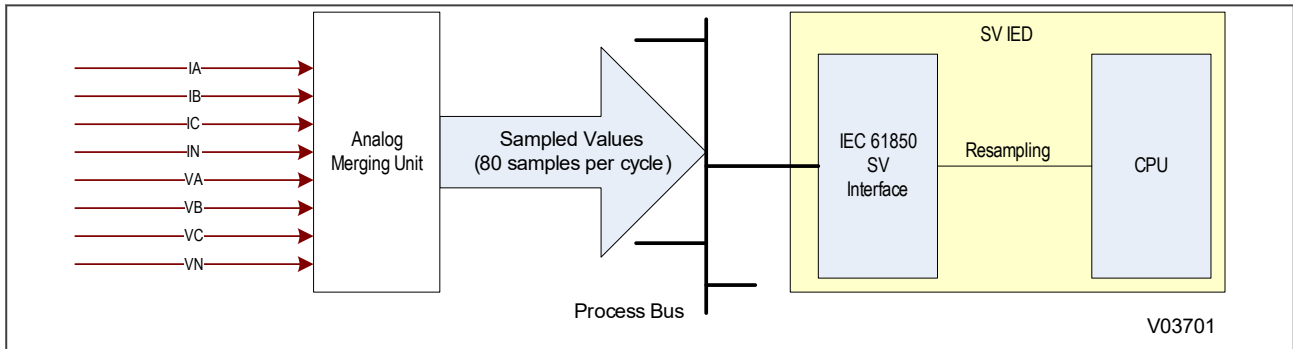 SV IED
IA
IB
IC
IN
VA
VB
VC
VN
Analog
Merging Unit
Sampled Values
(80 samples per cycle)
Process Bus
IEC 61850
SV
Interface
Resampling
CPU
V03701